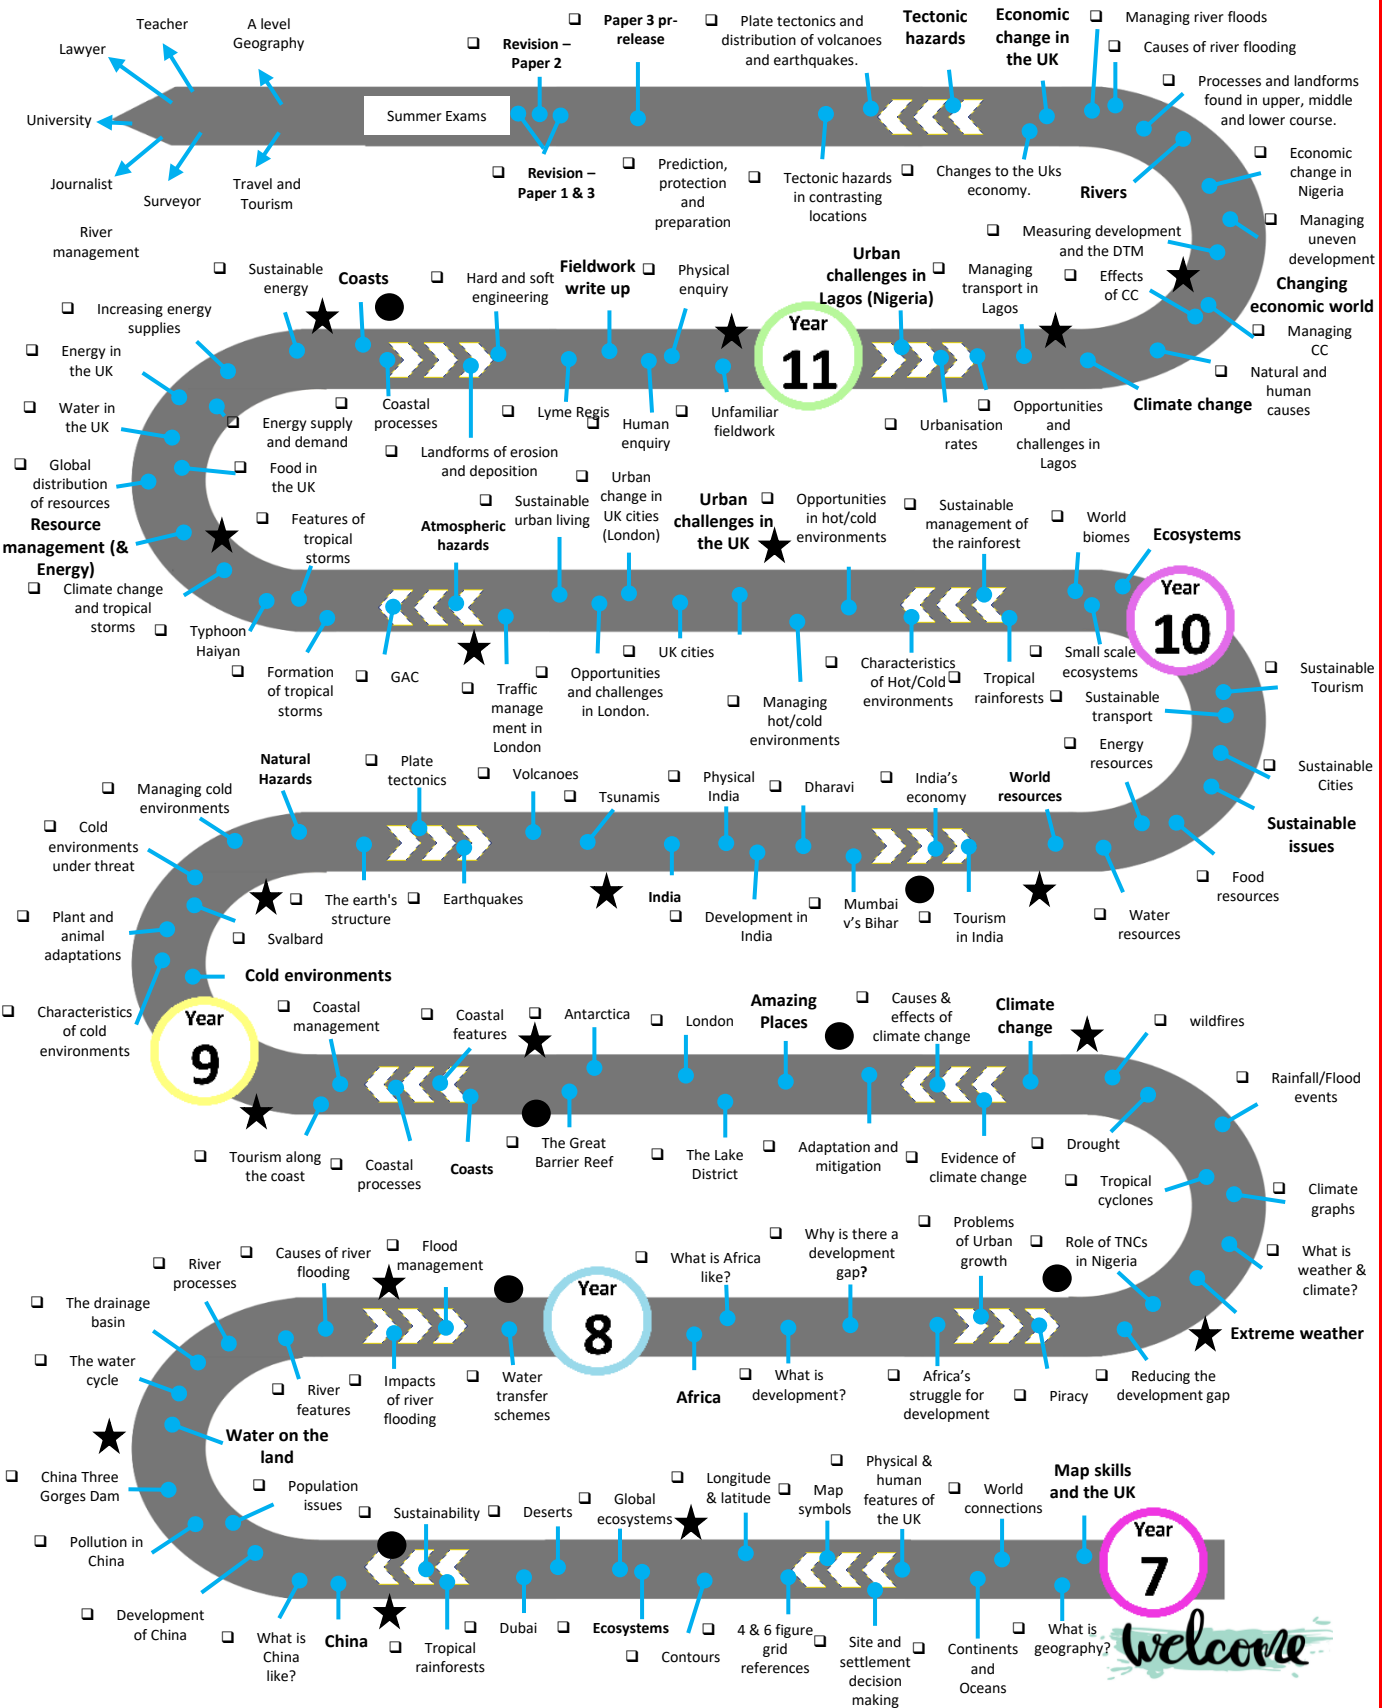 Teacher
A level
Geography
Lawyer
University
Journalist
Surveyor
Travel and
Tourism
River
management
Summer Exams
Revision –
Paper 2
Paper 3 pr-
release
Revision –
Paper 1 & 3
Prediction,
protection
and
preparation
Plate tectonics and
distribution of volcanoes
and earthquakes.
Tectonic
hazards
Economic
change in
the UK
Managing river floods
Causes of river flooding
Processes and landforms
found in upper, middle
and lower course.
Tectonic hazards
in contrasting
locations
Changes to the Uks
economy.
Rivers
Economic
change in
Nigeria
Managing
uneven
development
Measuring development
and the DTM
Effects
of CC
Changing
economic world
Managing
CC
Natural and
human
causes
Climate change
Urban
challenges in
Lagos (Nigeria)
Managing
transport in
Lagos
Opportunities
and
challenges in
Lagos
Urbanisation
rates
Year
11
Sustainable
energy
Coasts
Hard and soft
engineering
Fieldwork
write up
Physical
enquiry
Increasing energy
supplies
Energy in
the UK
Water in
the UK
Energy supply
and demand
Coastal
processes
Landforms of erosion
and deposition
Lyme Regis
Human
enquiry
Unfamiliar
fieldwork
Global
distribution
of resources
Food in
the UK
Resource
management (&
Energy)
Features of
tropical
storms
Climate change
and tropical
storms
Typhoon
Haiyan
Formation
of tropical
storms
Atmospheric
hazards
GAC
Sustainable
urban living
Urban
change in
UK cities
(London)
Urban
challenges in
the UK
Opportunities
in hot/cold
environments
Sustainable
management of
the rainforest
World
biomes
Ecosystems
Year
10
Traffic
manage
ment in
London
Opportunities
and challenges
in London.
UK cities
Managing
hot/cold
environments
Characteristics
of Hot/Cold
environments
Tropical
rainforests
Small scale
ecosystems
Sustainable
transport
Sustainable
Tourism
Energy
resources
Sustainable
Cities
Sustainable
issues
Food
resources
Water
resources
World
resources
Natural
Hazards
Plate
tectonics
Volcanoes
Tsunamis
Physical
India
Dharavi
India's
economy
Managing cold
environments
Cold
environments
under threat
Plant and
animal
adaptations
Svalbard
The earth's
structure
Earthquakes
India
Development in
India
Mumbai
v's Bihar
Tourism
in India
Cold environments
Characteristics
of cold
environments
Year
9
Coastal
management
Coastal
features
Antarctica
London
Amazing
Places
Causes &
effects of
climate change
Climate
change
wildfires
Rainfall/Flood
events
Tourism along
the coast
Coastal
processes
Coasts
The Great
Barrier Reef
The Lake
District
Adaptation and
mitigation
Evidence of
climate change
Drought
Tropical
cyclones
Climate
graphs
What is
weather &
climate?
Extreme weather
River
processes
Causes of river
flooding
Flood
management
Year
8
What is Africa
like?
Why is there a
development
gap?
Problems
of Urban
growth
Role of TNCs
in Nigeria
The drainage
basin
The water
cycle
River
features
Impacts
of river
flooding
Water
transfer
schemes
Africa
What is
development?
Africa's
struggle for
development
Piracy
Reducing the
development gap
Water on the
land
China Three
Gorges Dam
Population
issues
Pollution in
China
Development
of China
What is
China
like?
China
Sustainability
Deserts
Global
ecosystems
Longitude
& latitude
Map
symbols
Physical &
human
features of
the UK
World
connections
Map skills
and the UK
Year
7
Tropical
rainforests
Dubai
Ecosystems
Contours
4 & 6 figure
grid
references
Site and
settlement
decision
making
Continents
and
Oceans
What is
geography?
welcome